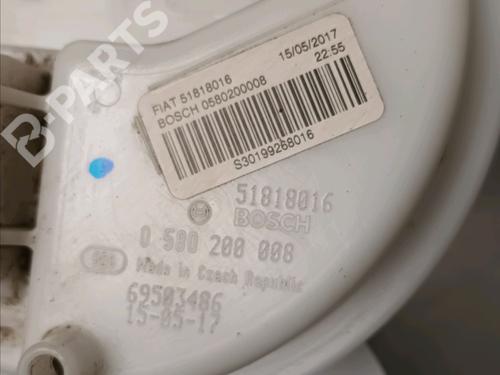 B-PARTS
FIAT 51818016
BOSCH 0580200008
15/05/2017
22:55
S30199268016
51818016
BOSCH
0 580 200 008
Made in Czech Republic
69503486
15-05-17